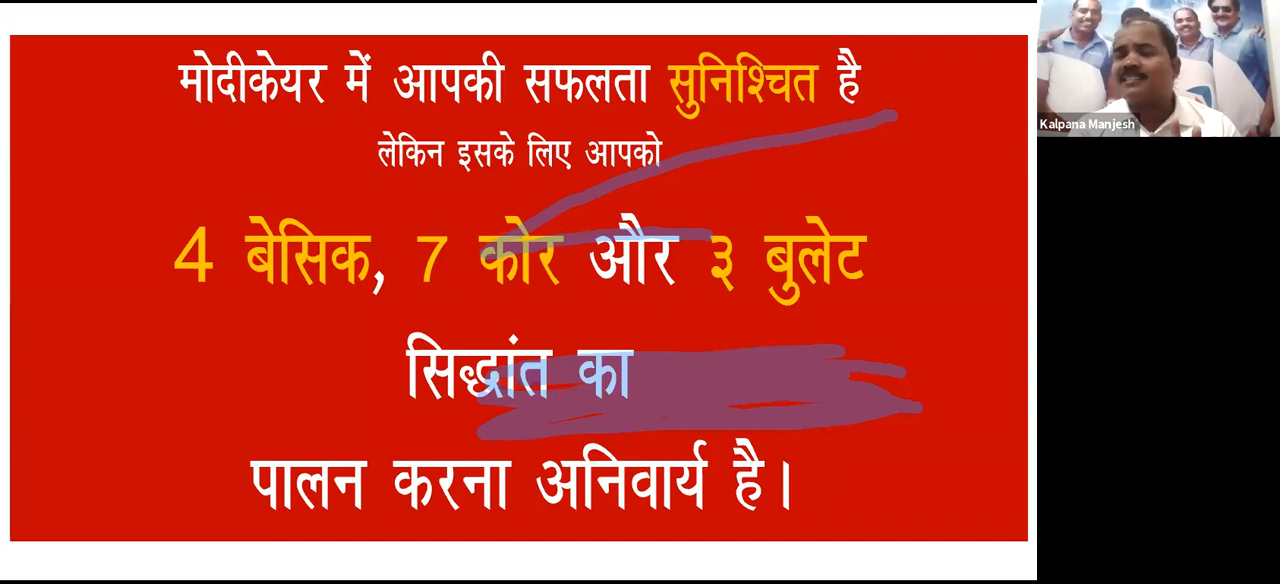 मोदीकेयर में आपकी सफलता सुनिश्चित है
लेकिन इसके लिए आपको
4 बेसिक, 7 कोर और ३ बुलेट
सिद्धांत का
पालन करना अनिवार्य है।
Kalpana Manjesh